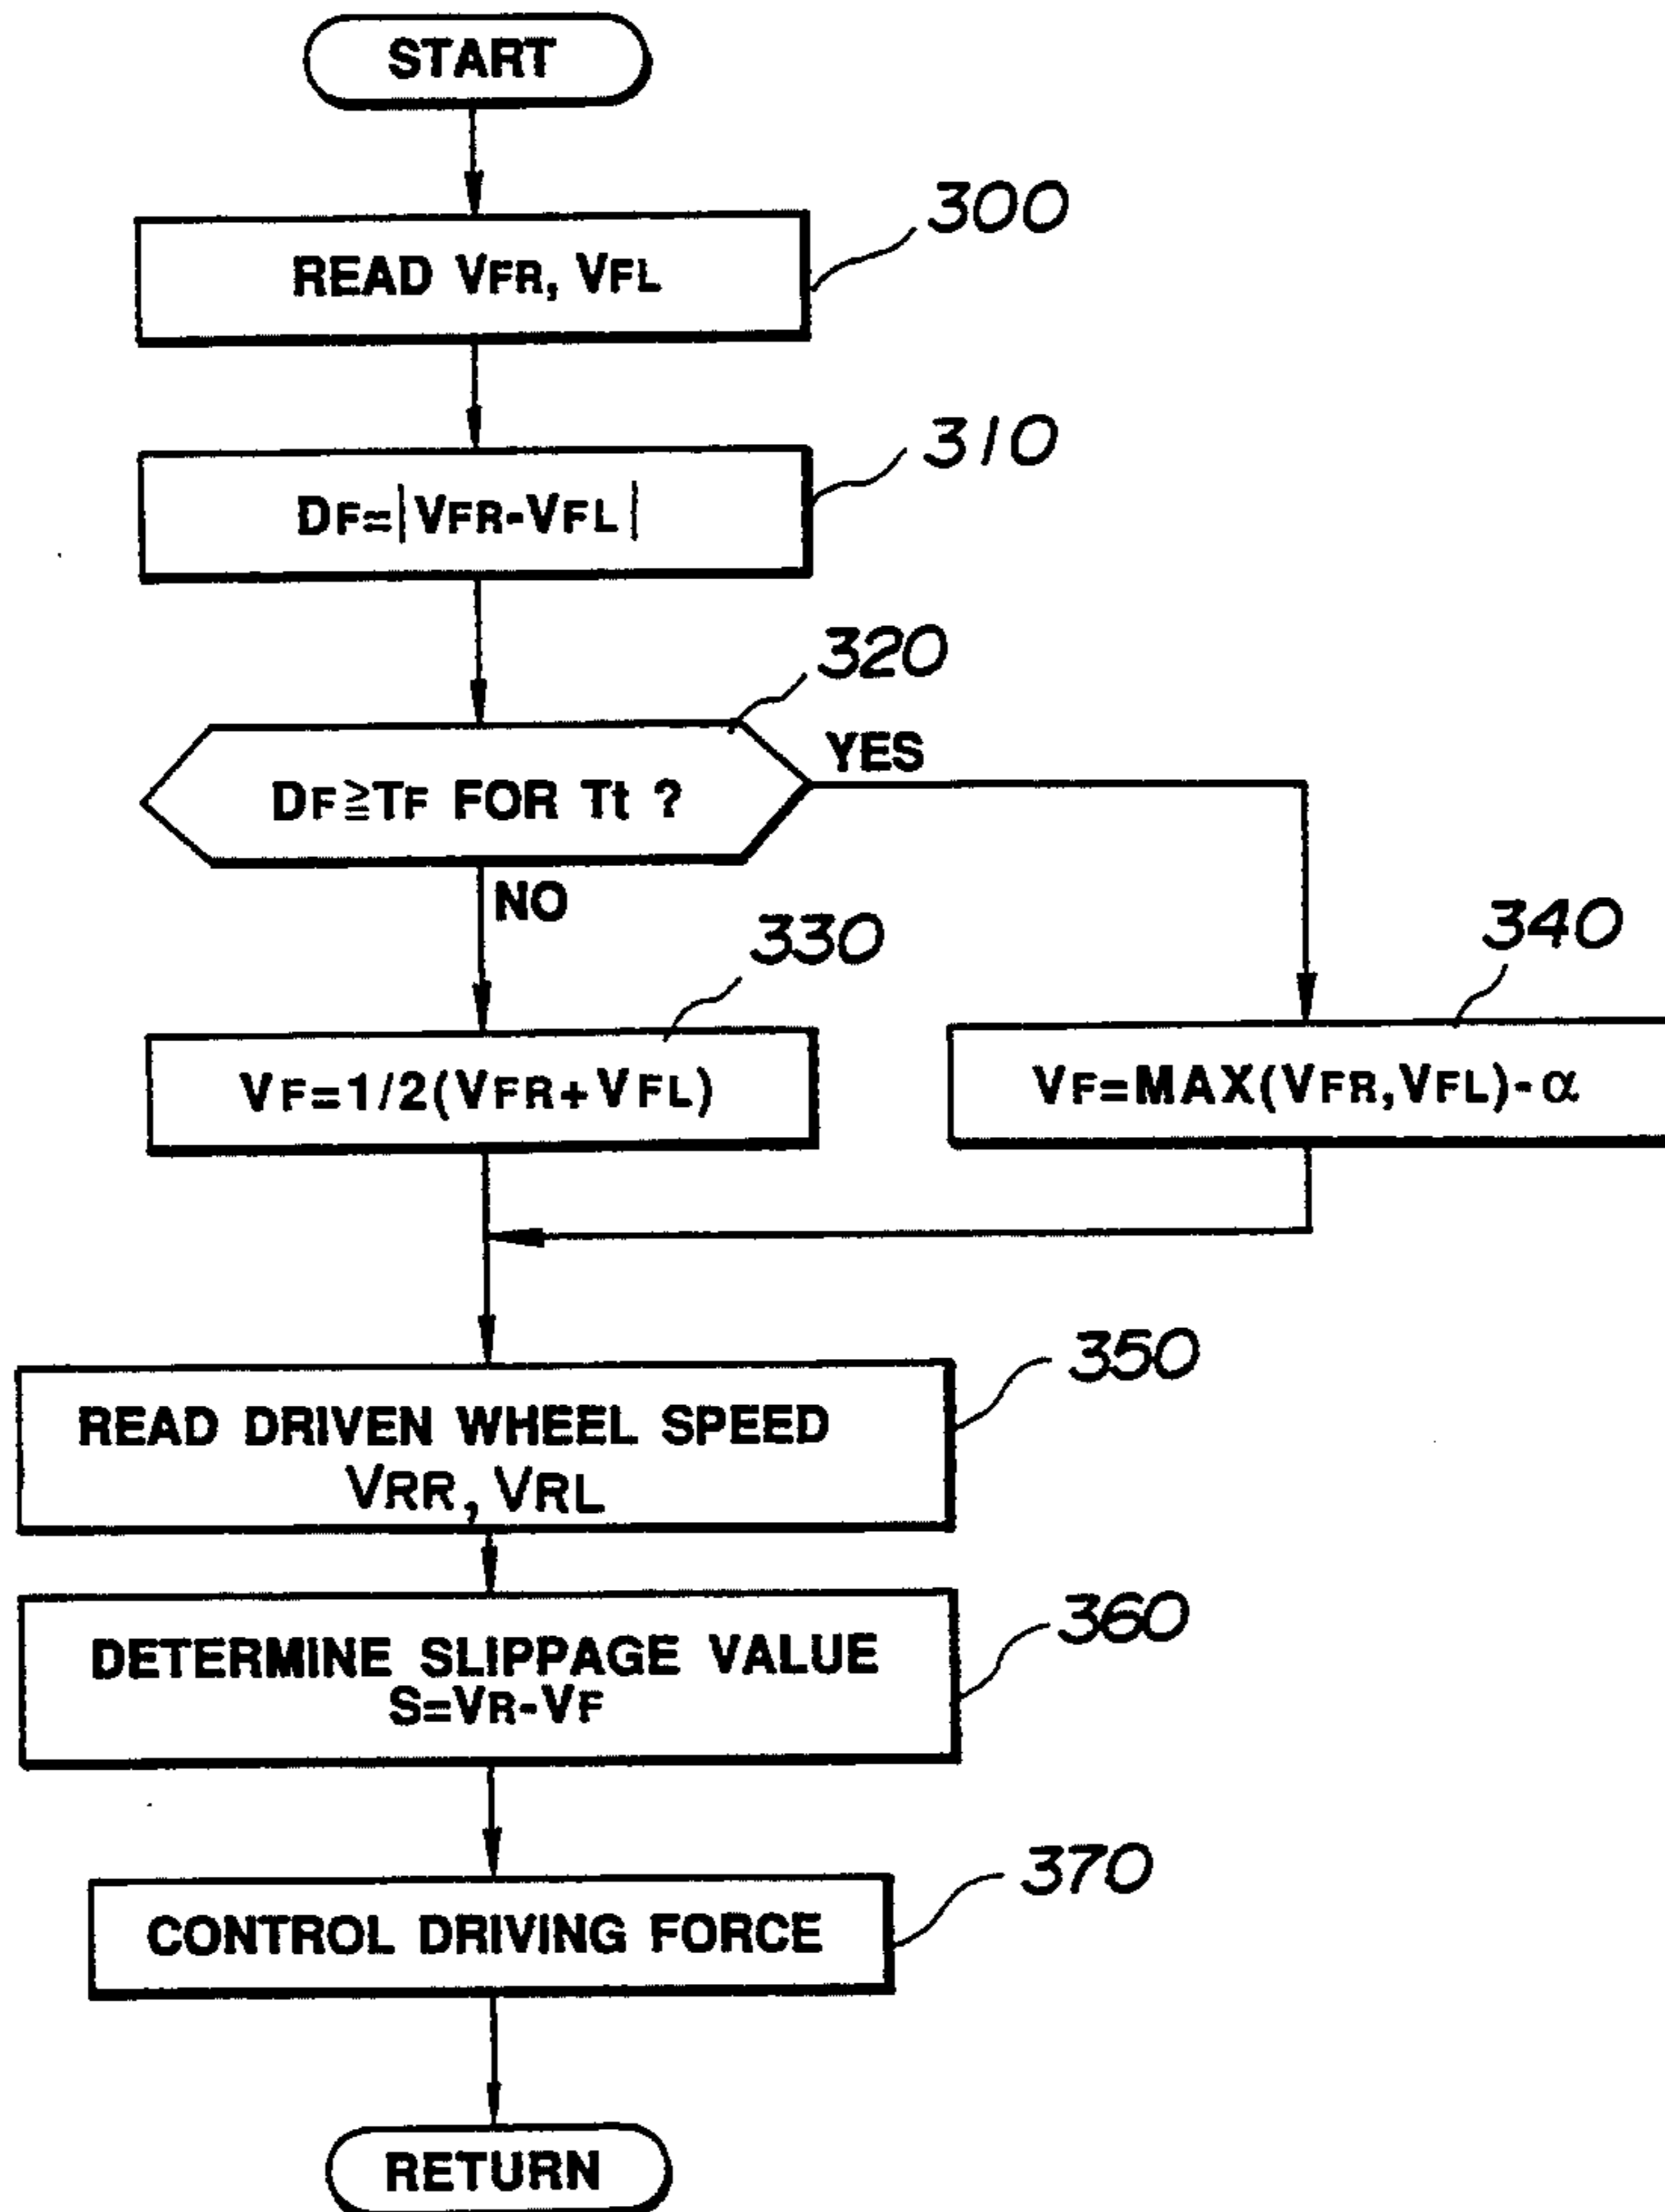 START
300
READ VFR, VFL
310
DF=|VFR-VFL|
320
DF≧TF FOR Tt ?
YES
NO
330
VF=1/2(VFR+VFL)
340
VF=MAX(VFR,VFL)-α
350
READ DRIVEN WHEEL SPEED
VRR, VRL
360
DETERMINE SLIPPAGE VALUE
S=VR-VF
370
CONTROL DRIVING FORCE
RETURN